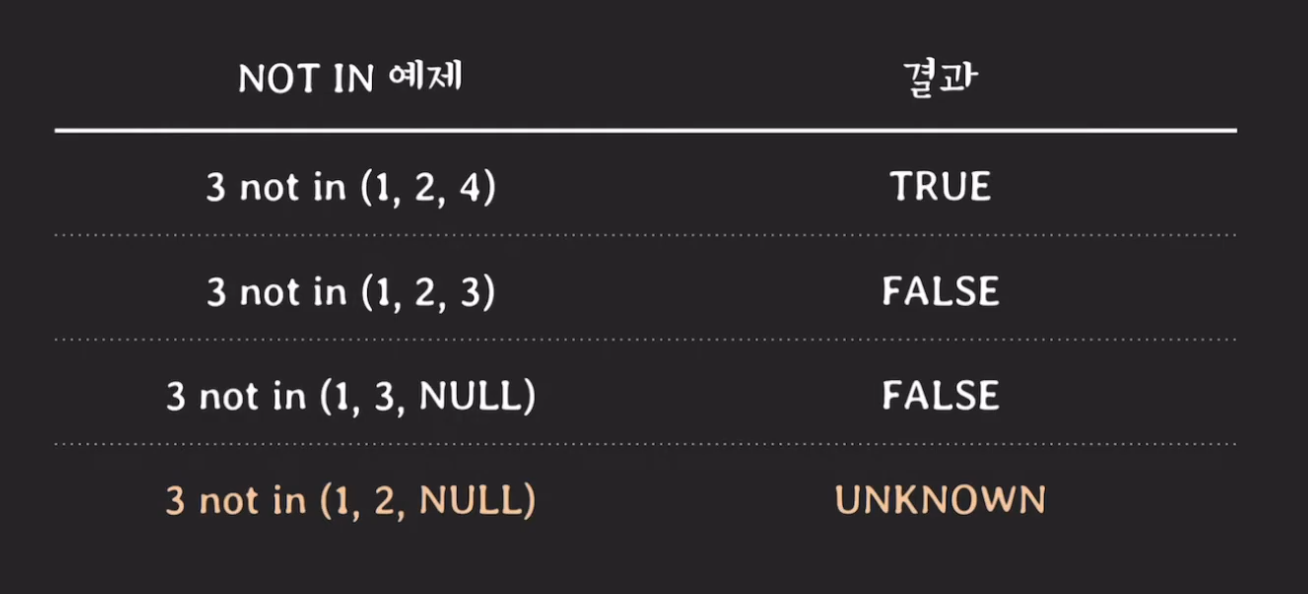 NOT IN 예제 결과
3 not in (1, 2, 4) TRUE
3 not in (1, 2, 3) FALSE
3 not in (1, 3, NULL) FALSE
3 not in (1, 2, NULL) UNKNOWN